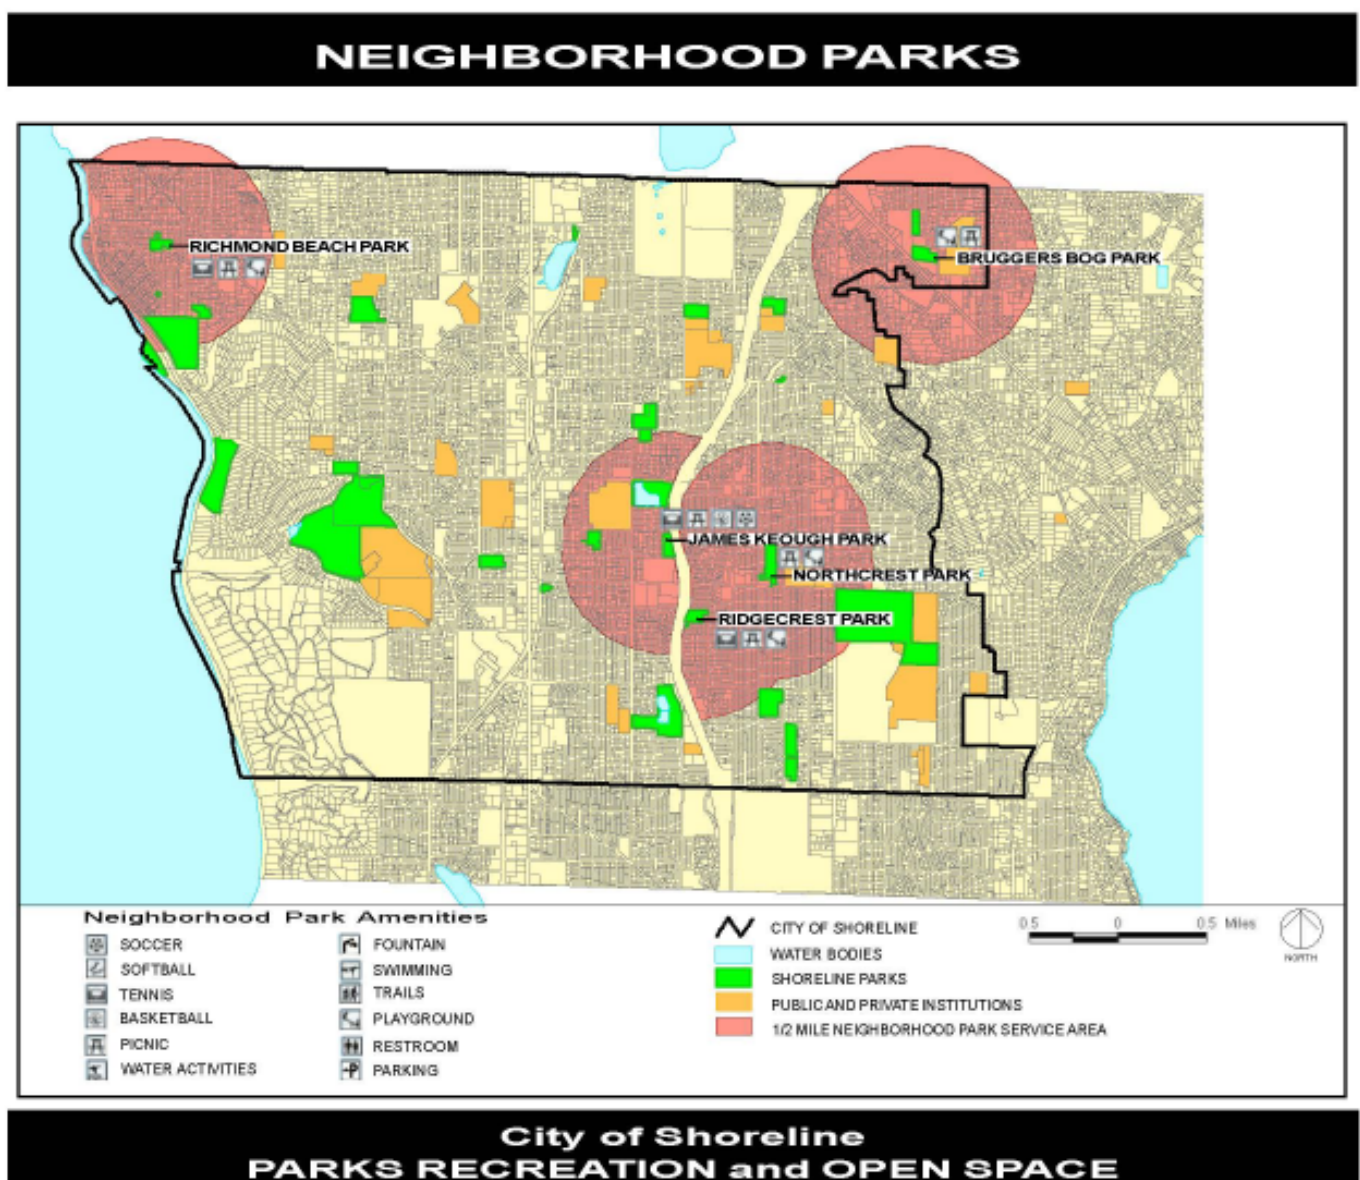 NEIGHBORHOOD PARKS
RICHMOND BEACH PARK
BRUGGERS BOG PARK
JAMES KEOUGH PARK
NORTHCREST PARK
RIDGECREST PARK
Neighborhood Park Amenities
SOCCER
SOFTBALL
TENNIS
BASKETBALL
PICNIC
WATER ACTIVITIES
FOUNTAIN
SWIMMING
TRAILS
PLAYGROUND
RESTROOM
PARKING
CITY OF SHORELINE
WATER BODIES
SHORELINE PARKS
PUBLIC AND PRIVATE INSTITUTIONS
1/2 MILE NEIGHBORHOOD PARK SERVICE AREA
0.5 0 0.5 Miles
NORTH
City of Shoreline
PARKS RECREATION and OPEN SPACE